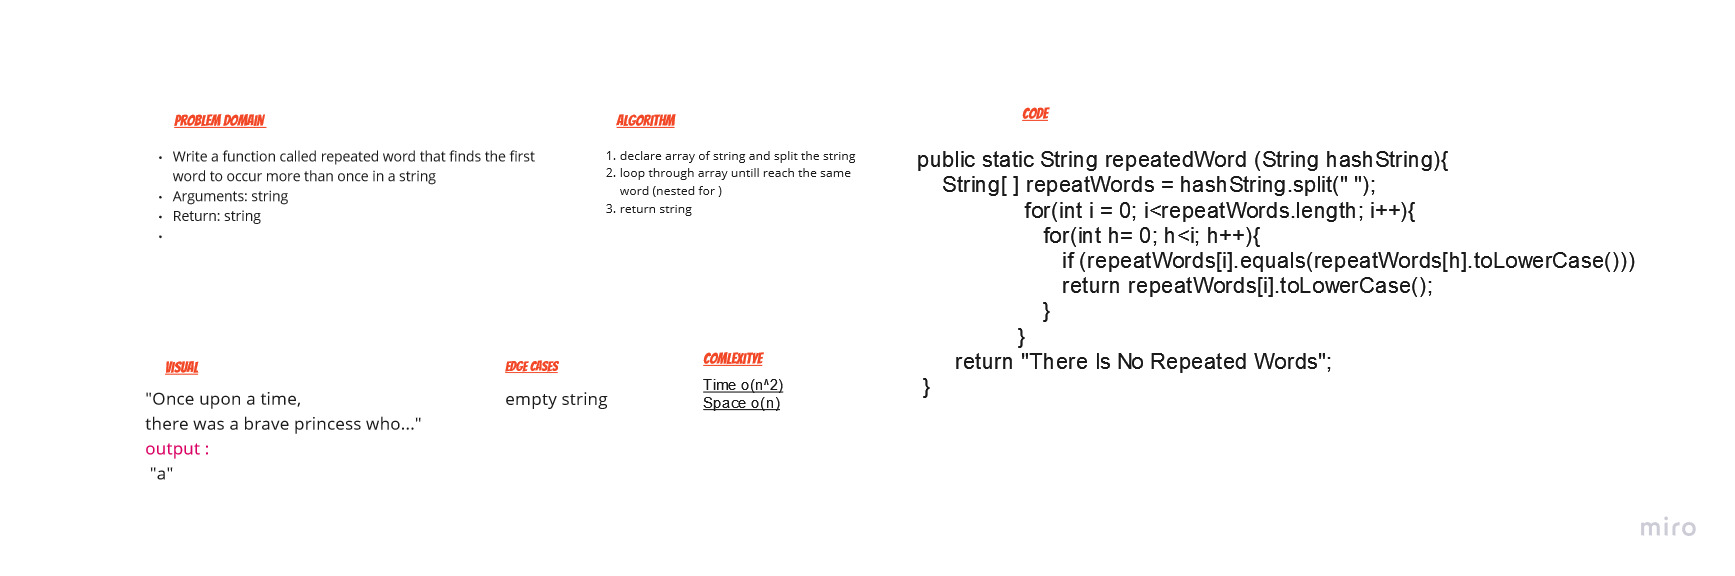 PROBLEM DOMAIN
• Write a function called repeated word that finds the first
word to occur more than once in a string
• Arguments: string
• Return: string
•
ALGORITHM
1. declare array of string and split the string
2. loop through array untill reach the same
word (nested for )
3. return string
CODE
public static String repeatedWord (String hashString){
String[ ] repeatWords = hashString.split(" ");
for(int i = 0; i<repeatWords.length; i++){
for(int h= 0; h<i; h++){
if (repeatWords[i].equals(repeatWords[h].toLowerCase()))
return repeatWords[i].toLowerCase();
}
}
return "There Is No Repeated Words";
}
VISUAL
"Once upon a time,
there was a brave princess who..."
output :
"a"
EDGE CASES
empty string
COMLEXITYE
Time o(n^2)
Space o(n)
miro